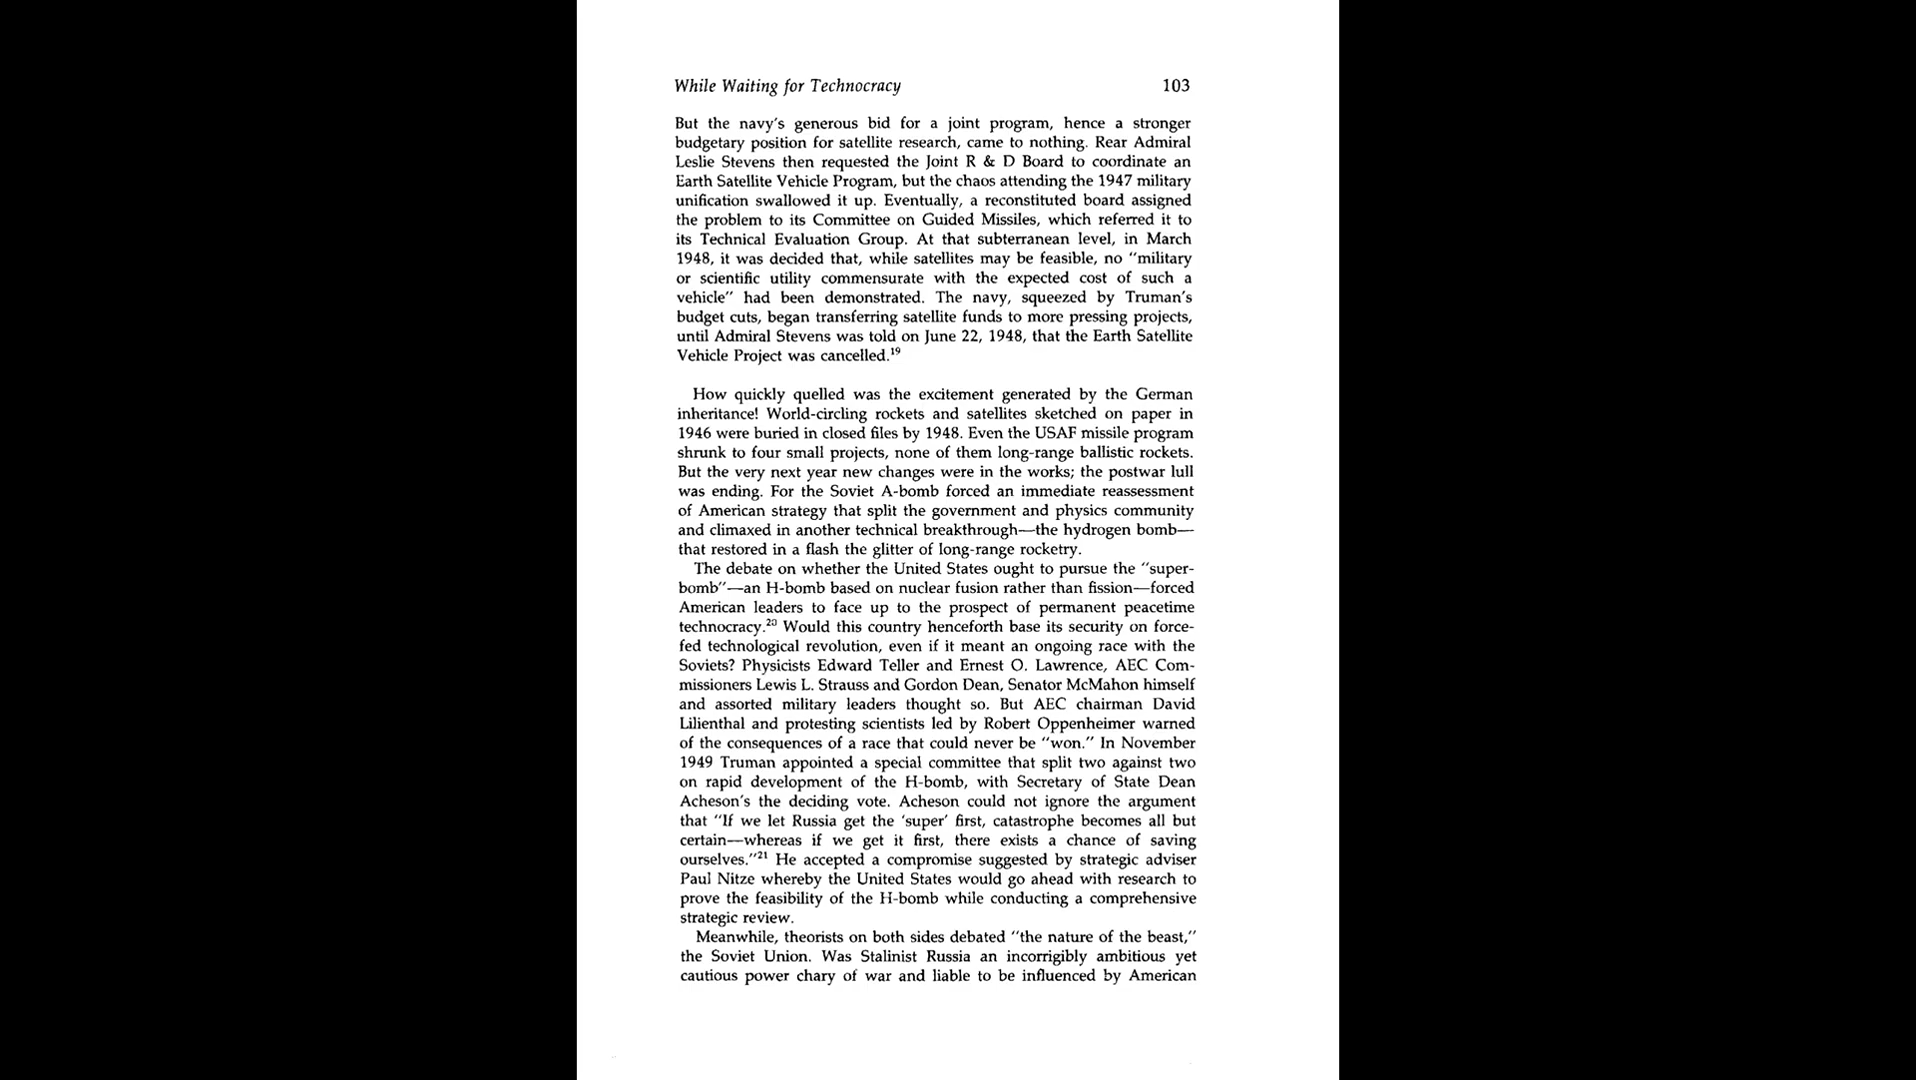 While Waiting for Technocracy 103
But the navy's generous bid for a joint program, hence a stronger
budgetary position for satellite research, came to nothing. Rear Admiral
Leslie Stevens then requested the Joint R & D Board to coordinate an
Earth Satellite Vehicle Program, but the chaos attending the 1947 military
unification swallowed it up. Eventually, a reconstituted board assigned
the problem to its Committee on Guided Missiles, which referred it to
its Technical Evaluation Group. At that subterranean level, in March
1948, it was decided that, while satellites may be feasible, no "military
or scientific utility commensurate with the expected cost of such a
vehicle" had been demonstrated. The navy, squeezed by Truman's
budget cuts, began transferring satellite funds to more pressing projects,
until Admiral Stevens was told on June 22, 1948, that the Earth Satellite
Vehicle Project was cancelled.¹⁹
How quickly quelled was the excitement generated by the German
inheritance! World-circling rockets and satellites sketched on paper in
1946 were buried in closed files by 1948. Even the USAF missile program
shrunk to four small projects, none of them long-range ballistic rockets.
But the very next year new changes were in the works; the postwar lull
was ending. For the Soviet A-bomb forced an immediate reassessment
of American strategy that split the government and physics community
and climaxed in another technical breakthrough—the hydrogen bomb—
that restored in a flash the glitter of long-range rocketry.
The debate on whether the United States ought to pursue the "super-
bomb"—an H-bomb based on nuclear fusion rather than fission—forced
American leaders to face up to the prospect of permanent peacetime
technocracy.²⁰ Would this country henceforth base its security on force-
fed technological revolution, even if it meant an ongoing race with the
Soviets? Physicists Edward Teller and Ernest O. Lawrence, AEC Com-
missioners Lewis L. Strauss and Gordon Dean, Senator McMahon himself
and assorted military leaders thought so. But AEC chairman David
Lilienthal and protesting scientists led by Robert Oppenheimer warned
of the consequences of a race that could never be "won." In November
1949 Truman appointed a special committee that split two against two
on rapid development of the H-bomb, with Secretary of State Dean
Acheson's the deciding vote. Acheson could not ignore the argument
that "If we let Russia get the 'super' first, catastrophe becomes all but
certain—whereas if we get it first, there exists a chance of saving
ourselves."²¹ He accepted a compromise suggested by strategic adviser
Paul Nitze whereby the United States would go ahead with research to
prove the feasibility of the H-bomb while conducting a comprehensive
strategic review.
Meanwhile, theorists on both sides debated "the nature of the beast,"
the Soviet Union. Was Stalinist Russia an incorrigibly ambitious yet
cautious power chary of war and liable to be influenced by American